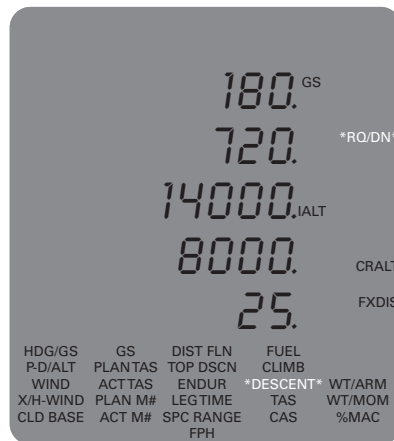 180. GS
720. *RQ/DN*
14000. IALT
8000. CRALT
25. FXDIS
HDG/GS GS DIST FLN FUEL
P-D/ALT PLAN TAS TOP DSCN CLIMB
WIND ACT TAS ENDUR *DESCENT* WT/ARM
X/H-WIND PLAN M# LEG TIME TAS WT/MOM
CLD BASE ACT M# SPC RANGE CAS %MAC
FPH